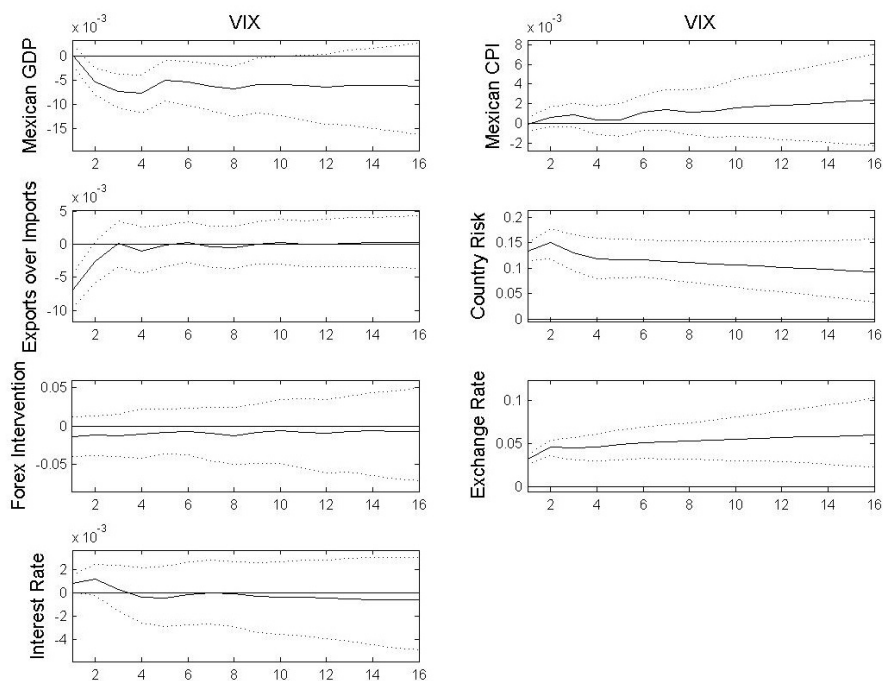 VIX
x 10^-3
Mexican GDP
0
-5
-10
-15
2 4 6 8 10 12 14 16
VIX
x 10^-3
Mexican CPI
8
6
4
2
0
-2
2 4 6 8 10 12 14 16
x 10^-3
Exports over Imports
5
0
-5
-10
2 4 6 8 10 12 14 16
Country Risk
0.2
0.15
0.1
0.05
0
2 4 6 8 10 12 14 16
Forex Intervention
0.05
0
-0.05
2 4 6 8 10 12 14 16
Exchange Rate
0.1
0.05
0
2 4 6 8 10 12 14 16
x 10^-3
Interest Rate
2
0
-2
-4
2 4 6 8 10 12 14 16